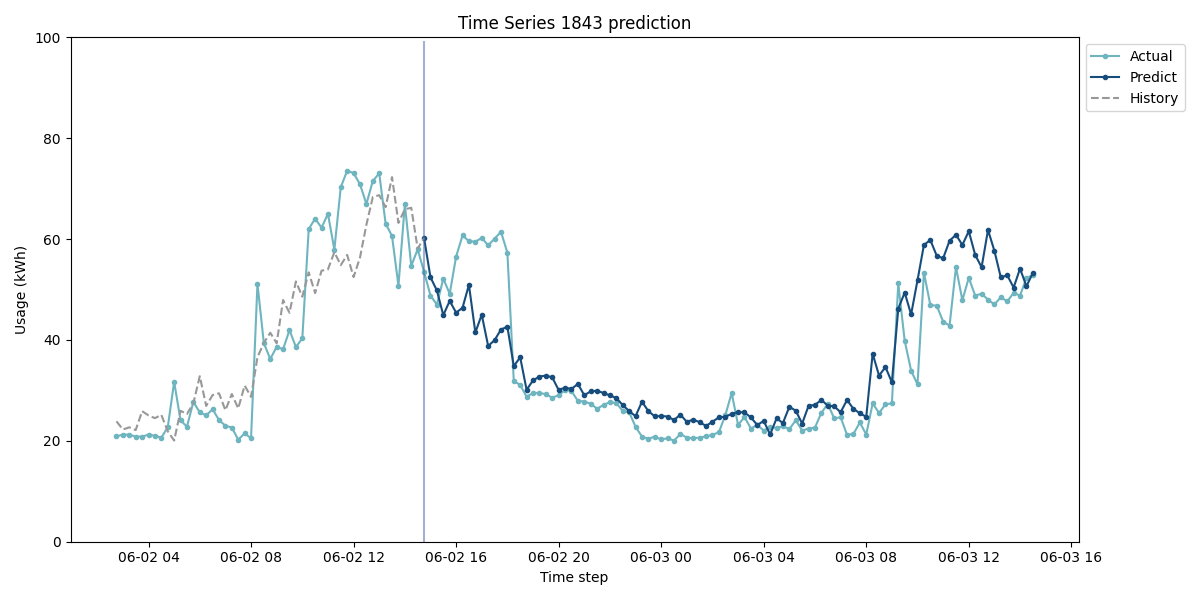 Time Series 1843 prediction
100
80
60
40
20
0
Usage (kWh)
06-02 04
06-02 08
06-02 12
06-02 16
06-02 20
06-03 00
06-03 04
06-03 08
06-03 12
06-03 16
Time step
Actual
Predict
History